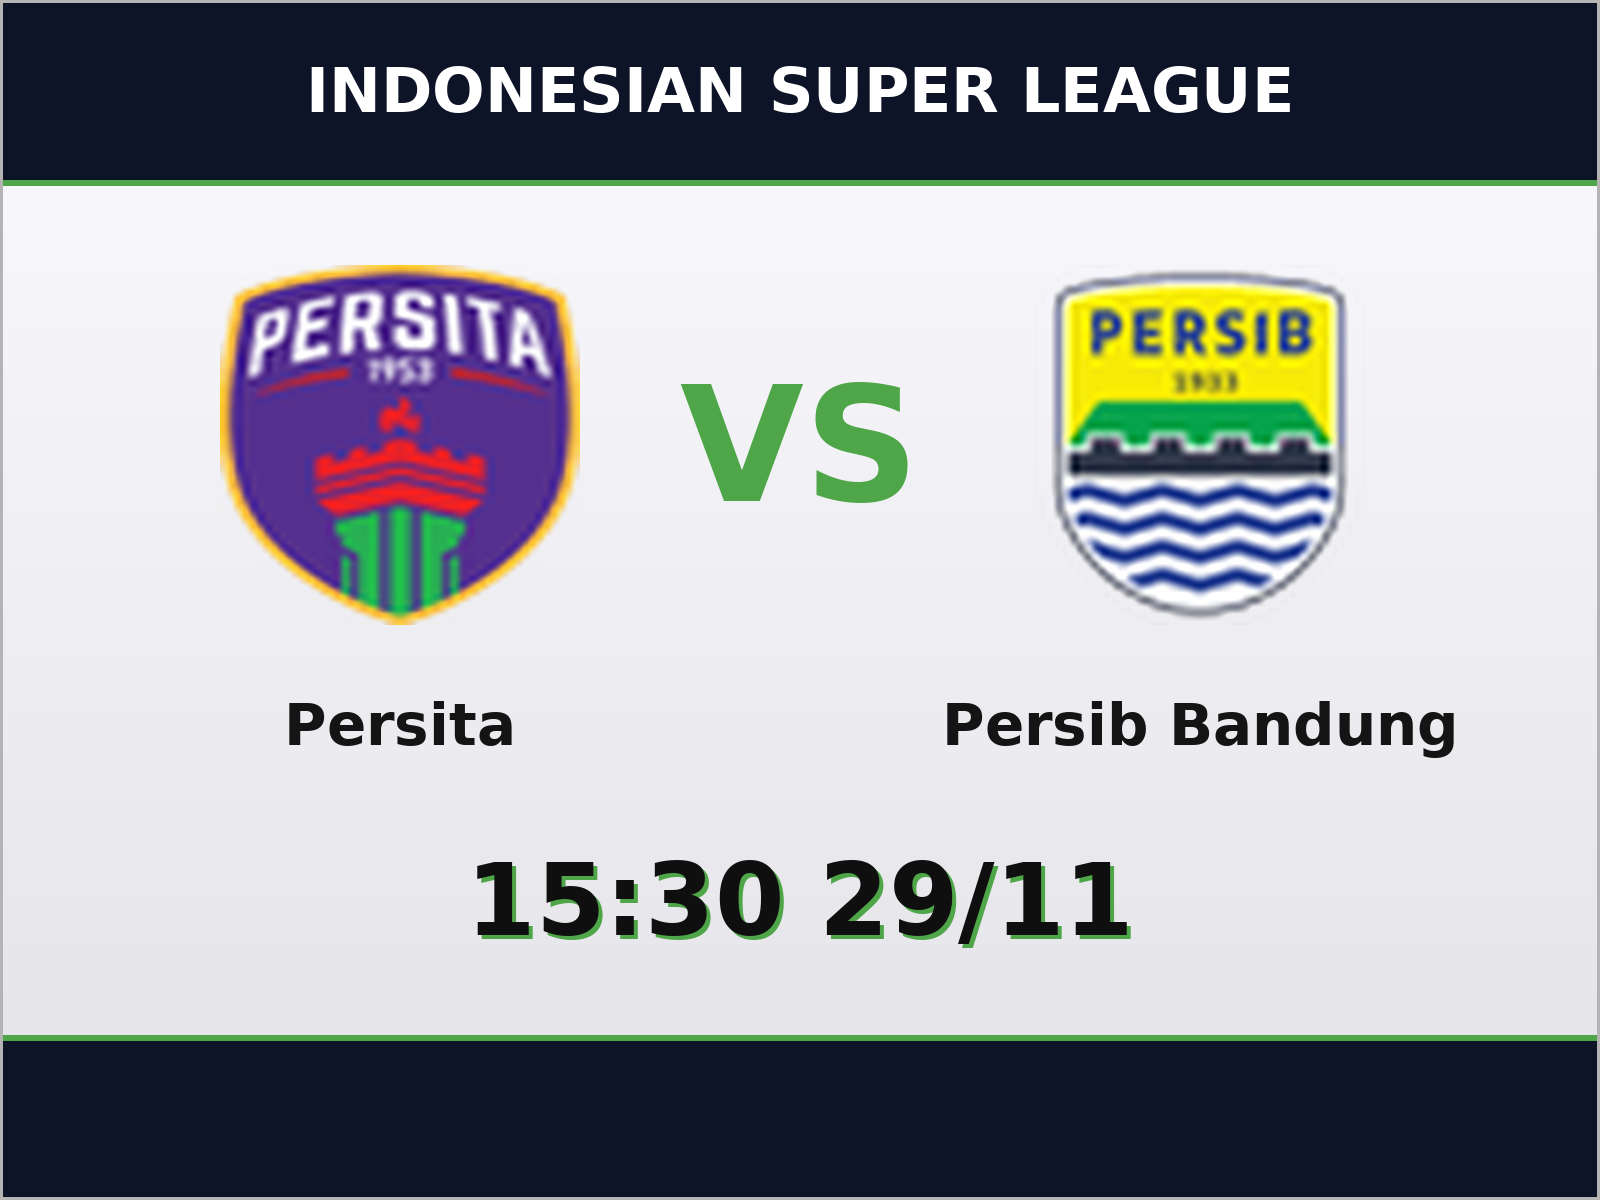 INDONESIAN SUPER LEAGUE
PERSITA
1953
VS
PERSIB
1933
Persita
Persib Bandung
15:30 29/11